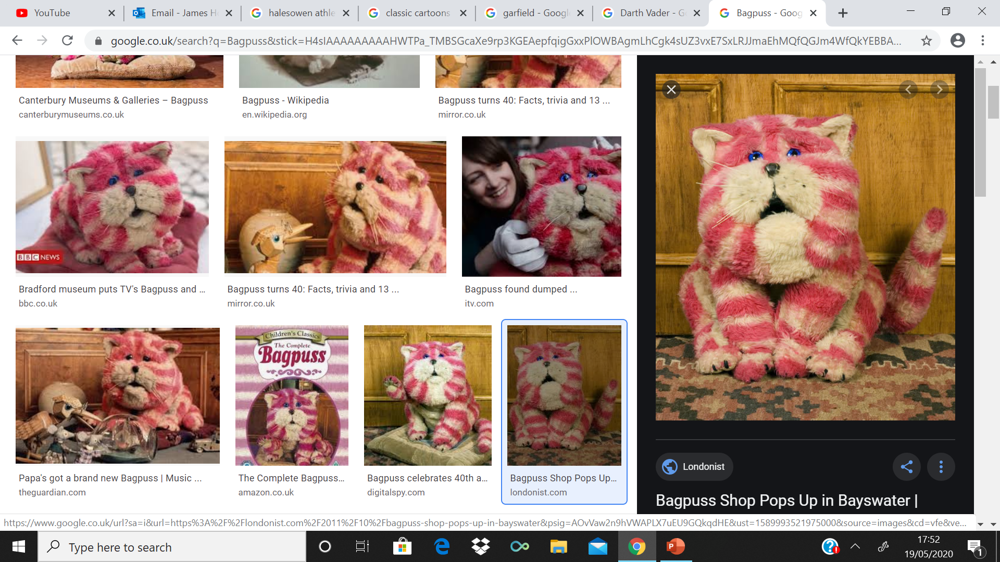 YouTube
Email - James H
halesowen athle
classic cartoons
garfield - Googl
Darth Vader - G
Bagpuss - Goog
google.co.uk/search?q=Bagpuss&stick=H4sIAAAAAAAAAHWTPa_TMBSGcaXe9rp3KGEAepfqigGxxPlOWBAgmLhCgk4sUZ3vxE7SxLRJJmaEhMQfQGJm4WfQkYEBBA...
Canterbury Museums & Galleries – Bagpuss
canterburymuseums.co.uk
Bagpuss - Wikipedia
en.wikipedia.org
Bagpuss turns 40: Facts, trivia and 13 ...
mirror.co.uk
BBC NEWS
Bradford museum puts TV's Bagpuss and ...
bbc.co.uk
Bagpuss turns 40: Facts, trivia and 13 ...
mirror.co.uk
Bagpuss found dumped ...
itv.com
Children's Classics
The Complete
Bagpuss
Papa's got a brand new Bagpuss | Music ...
theguardian.com
The Complete Bagpuss...
amazon.co.uk
Bagpuss celebrates 40th a...
digitalspy.com
Bagpuss Shop Pops Up...
londonist.com
Londonist
Bagpuss Shop Pops Up in Bayswater |
https://www.google.co.uk/url?sa=i&url=https%3A%2F%2Flondonist.com%2F2011%2F10%2Fbagpuss-shop-pops-up-in-bayswater&psig=AOvVaw2n9hVWAPLX7uEU9GQkqdHE&ust=1589993521975000&source=images&cd=vfe&ve...
Type here to search
17:52
19/05/2020
1